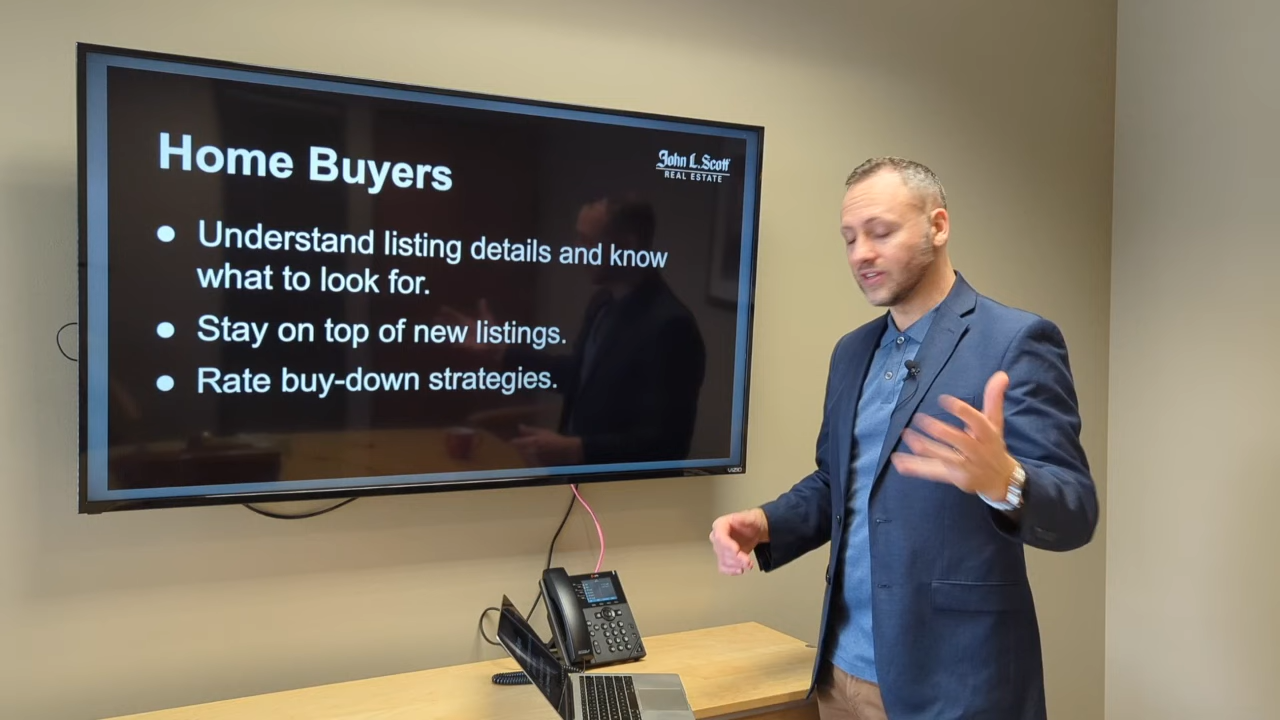 Home Buyers
John L. Scott
REAL ESTATE
● Understand listing details and know
what to look for.
● Stay on top of new listings.
● Rate buy-down strategies.
VIZIO